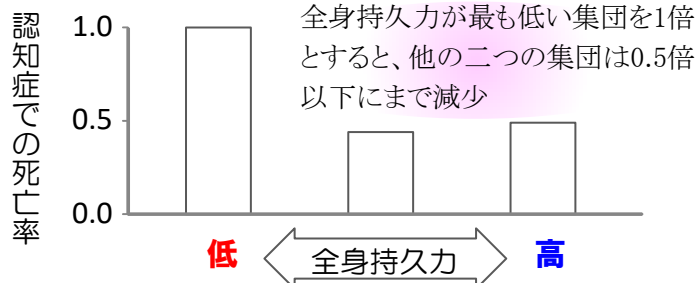 認知症での死亡率
1.0
0.5
0.0
全身持久力が最も低い集団を1倍
とすると、他の二つの集団は0.5倍
以下にまで減少
低
全身持久力
高